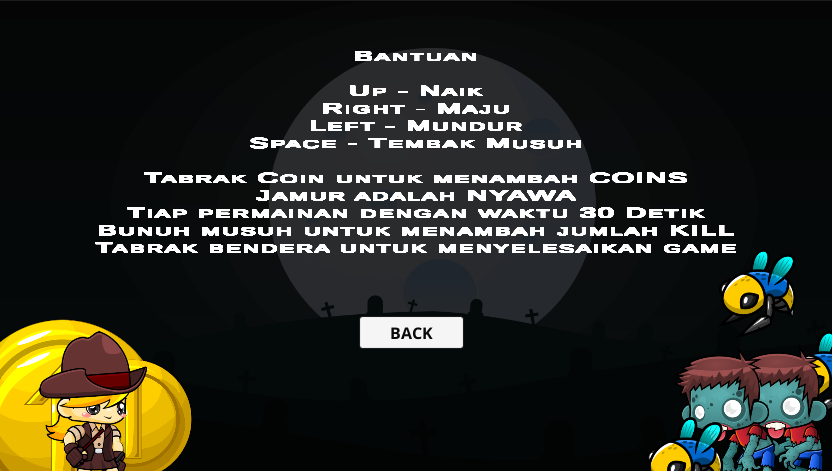 Bantuan
Up - Naik
Right - Maju
Left - Mundur
Space - Tembak Musuh
Tabrak Coin untuk menambah COINS
Jamur adalah NYAWA
Tiap permainan dengan waktu 30 Detik
Bunuh musuh untuk menambah jumlah Kill
Tabrak bendera untuk menyelesaikan game
BACK